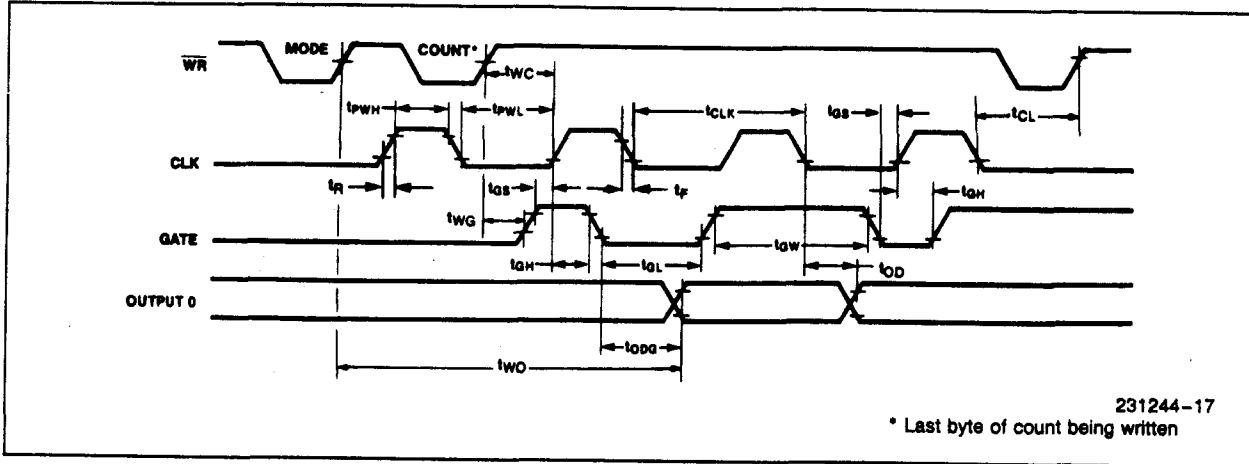 MODE
COUNT*
WR
tWC
tPWH
tPWL
tCLK
tGS
tCL
CLK
tR
tGS
tF
tGH
tWG
GATE
tGH
tGL
tGW
tOD
OUTPUT 0
tODG
tWO
231244-17
* Last byte of count being written